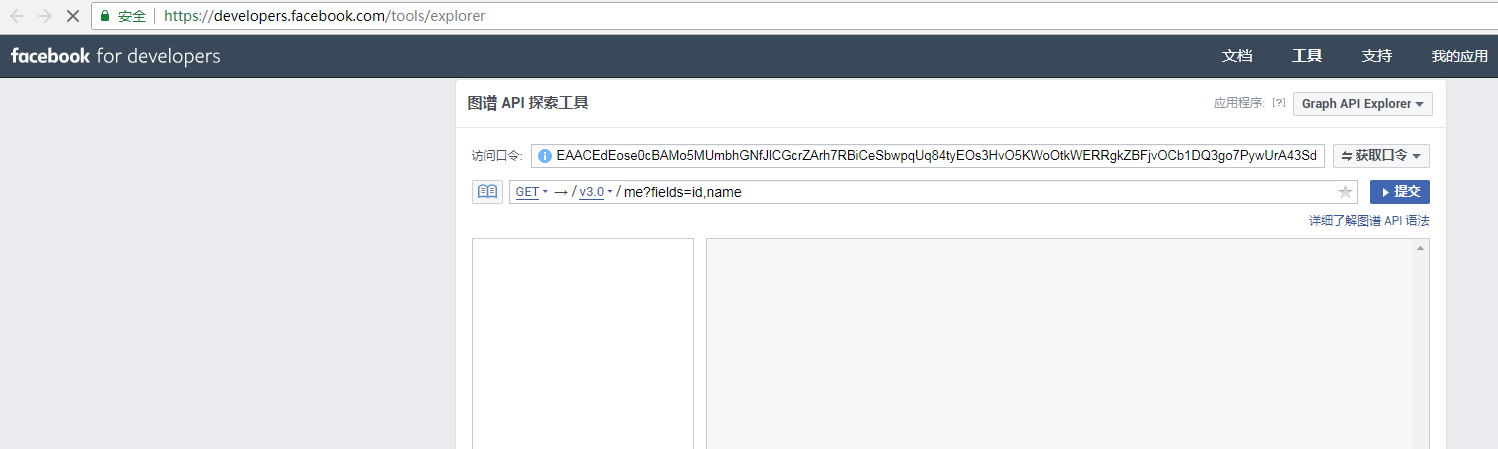 安全 https://developers.facebook.com/tools/explorer
facebook for developers 文档 工具 支持 我的应用
图谱 API 探索工具 应用程序: [?] Graph API Explorer
访问口令: EAACEdEose0cBAMo5MUmbhGNfJlCGcrZArh7RBiCeSbwpqUq84tyEOs3HvO5KWoOtkWERRgkZBFjvOCb1DQ3go7PywUrA43Sd 获取口令
GET → / v3.0 / me?fields=id,name 提交
详细了解图谱 API 语法